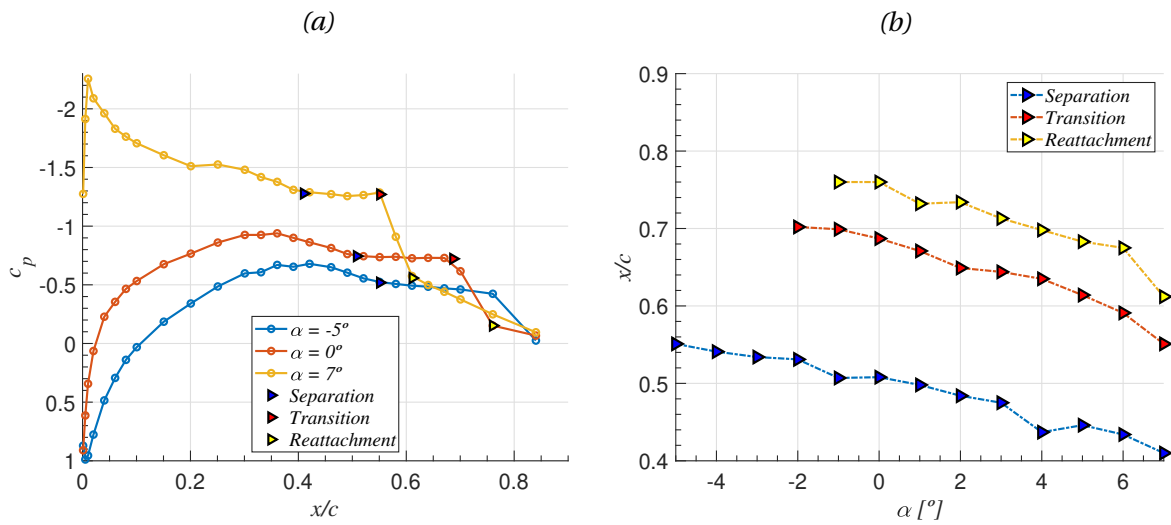 (a)
-2
-1.5
-1
-0.5
0
0.5
1
c_p
0
0.2
0.4
0.6
0.8
x/c
α = -5º
α = 0º
α = 7º
Separation
Transition
Reattachment
(b)
0.9
0.8
0.7
0.6
0.5
0.4
x/c
-4
-2
0
2
4
6
α [º]
Separation
Transition
Reattachment